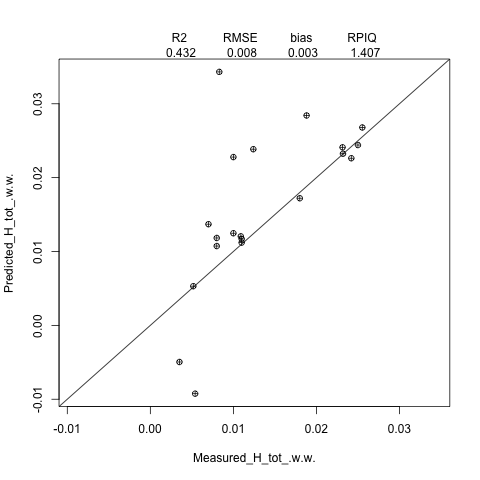 R2 RMSE bias RPIQ
0.432 0.008 0.003 1.407
Predicted_H_tot_.w.w.
0.03
0.02
0.01
0.00
-0.01
-0.01 0.00 0.01 0.02 0.03
Measured_H_tot_.w.w.